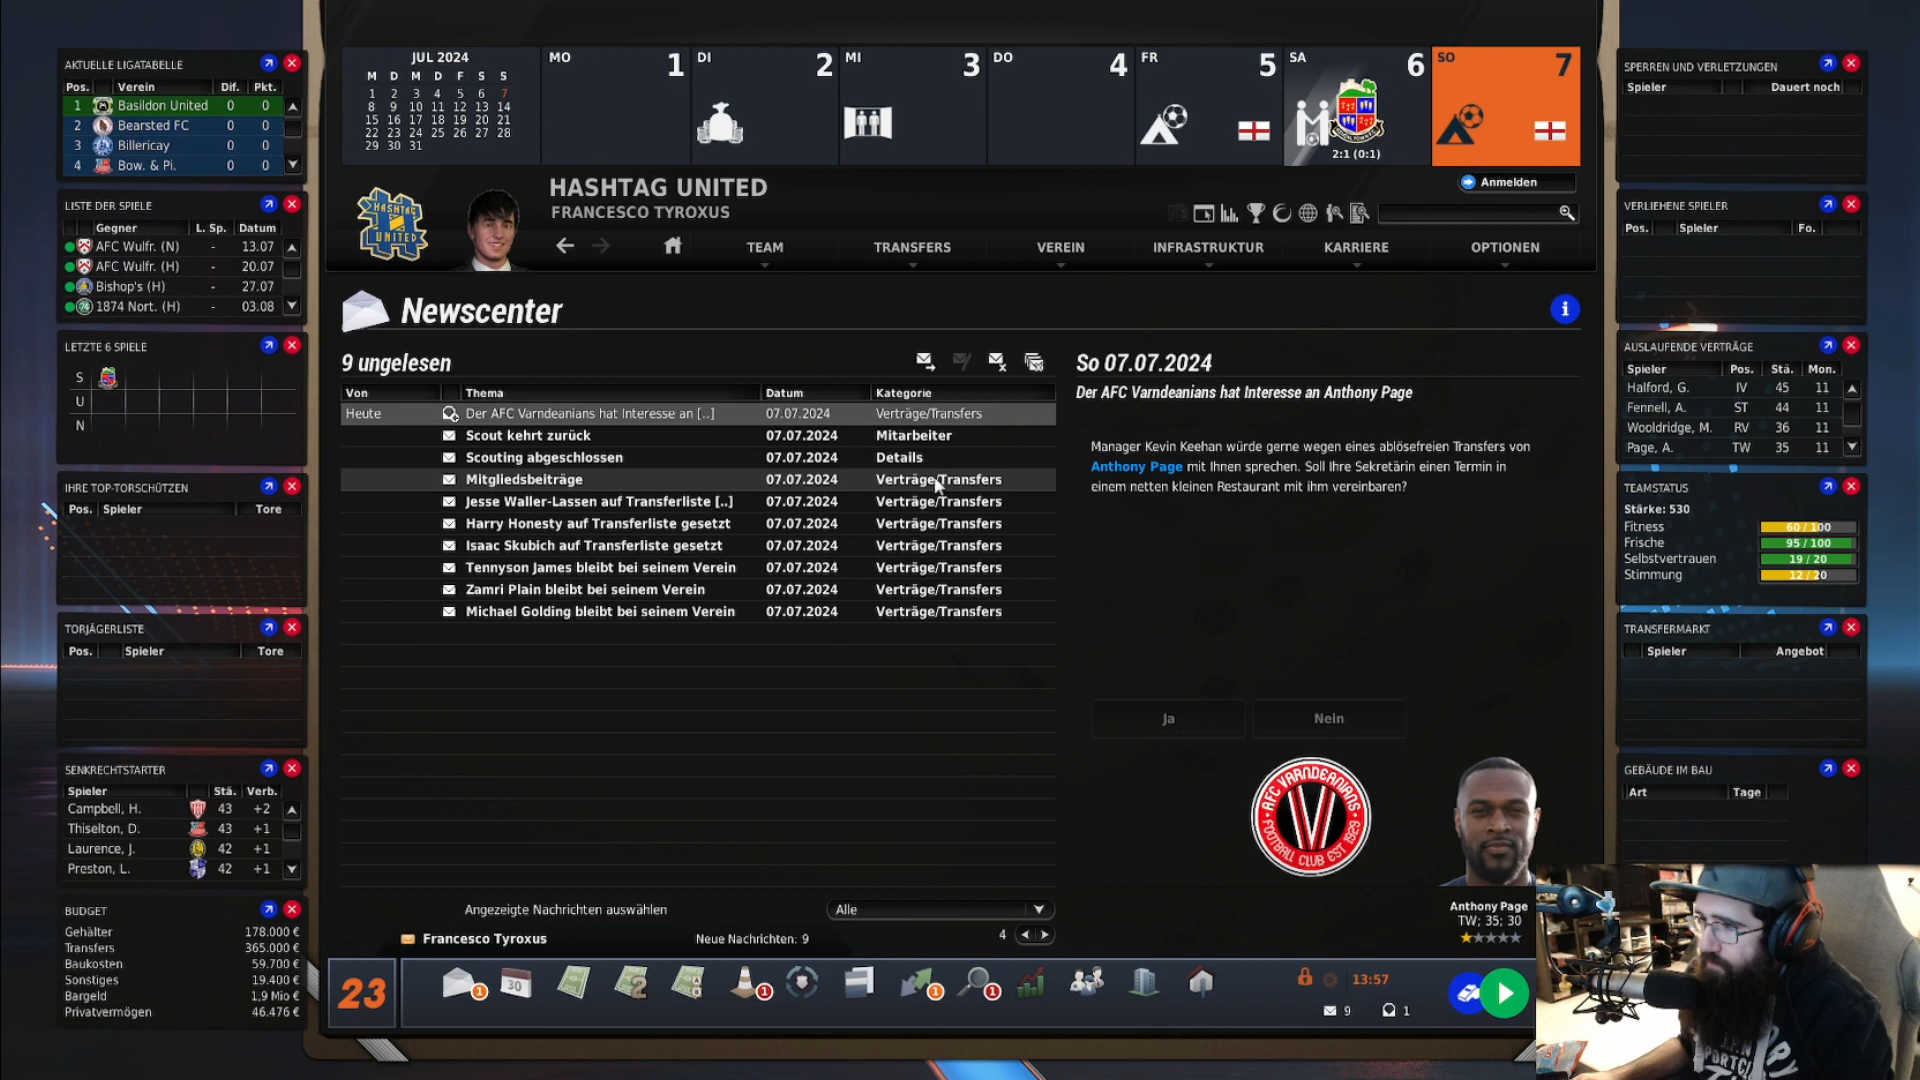 AKTUELLE LIGATABELLE
Pos. Verein Dif. Pkt.
1 Basildon United 0 0
2 Bearsted FC 0 0
3 Billericay 0 0
4 Bow. & Pi. 0 0
LISTE DER SPIELE
Gegner L. Sp. Datum
AFC Wulfr. (N) - 13.07
AFC Wulfr. (H) - 20.07
Bishop's (H) - 27.07
1874 Nort. (H) - 03.08
LETZTE 6 SPIELE
S
U
N
IHRE TOP-TORSCHÜTZEN
Pos. Spieler Tore
TORJÄGERLISTE
Pos. Spieler Tore
SENKRECHTSTARTER
Spieler Stä. Verb.
Campbell, H. 43 +2
Thiselton, D. 43 +1
Laurence, J. 42 +1
Preston, L. 42 +1
BUDGET
Gehälter 178.000 €
Transfers 365.000 €
Baukosten 59.700 €
Sonstiges 19.400 €
Bargeld 1,9 Mio €
Privatvermögen 46.476 €
JUL 2024
M D M D F S S
1 2 3 4 5 6 7
8 9 10 11 12 13 14
15 16 17 18 19 20 21
22 23 24 25 26 27 28
29 30 31
MO 1 DI 2 MI 3 DO 4 FR 5 SA 6 SO 7
2:1 (0:1)
HASHTAG UNITED
HASHTAG UNITED
FRANCESCO TYROXUS
Anmelden
TEAM TRANSFERS VEREIN INFRASTRUKTUR KARRIERE OPTIONEN
Newscenter
9 ungelesen
Von Thema Datum Kategorie
Heute Der AFC Varndeanians hat Interesse an [..] 07.07.2024 Verträge/Transfers
Scout kehrt zurück 07.07.2024 Mitarbeiter
Scouting abgeschlossen 07.07.2024 Details
Mitgliedsbeiträge 07.07.2024 Verträge/Transfers
Jesse Waller-Lassen auf Transferliste [..] 07.07.2024 Verträge/Transfers
Harry Honesty auf Transferliste gesetzt 07.07.2024 Verträge/Transfers
Isaac Skubich auf Transferliste gesetzt 07.07.2024 Verträge/Transfers
Tennyson James bleibt bei seinem Verein 07.07.2024 Verträge/Transfers
Zamri Plain bleibt bei seinem Verein 07.07.2024 Verträge/Transfers
Michael Golding bleibt bei seinem Verein 07.07.2024 Verträge/Transfers
Angezeigte Nachrichten auswählen Alle
Francesco Tyroxus Neue Nachrichten: 9 4
So 07.07.2024
Der AFC Varndeanians hat Interesse an Anthony Page
Manager Kevin Keehan würde gerne wegen eines ablösefreien Transfers von
Anthony Page mit Ihnen sprechen. Soll Ihre Sekretärin einen Termin in
einem netten kleinen Restaurant mit ihm vereinbaren?
Ja Nein
AFC VARNDEANIANS
FOOTBALL CLUB EST 1929
Anthony Page
TW; 35; 30
23
1 30 2 1 1 1
13:57
9 1
SPERREN UND VERLETZUNGEN
Spieler Dauert noch
VERLIEHENE SPIELER
Pos. Spieler Fo.
AUSLAUFENDE VERTRÄGE
Spieler Pos. Stä. Mon.
Halford, G. IV 45 11
Fennell, A. ST 44 11
Wooldridge, M. RV 36 11
Page, A. TW 35 11
TEAMSTATUS
Stärke: 530
Fitness 60 / 100
Frische 95 / 100
Selbstvertrauen 19 / 20
Stimmung 12 / 20
TRANSFERMARKT
Spieler Angebot
GEBÄUDE IM BAU
Art Tage